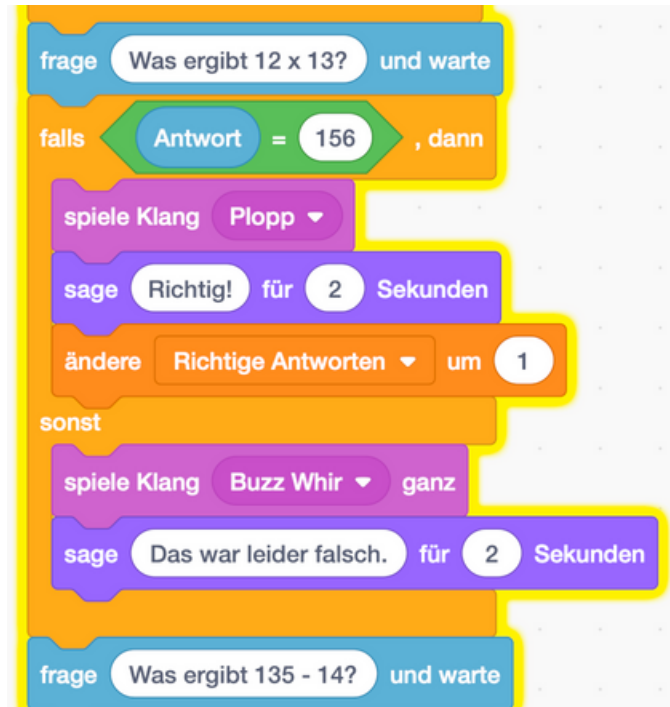 frage Was ergibt 12 x 13? und warte
falls Antwort = 156 , dann
spiele Klang Plopp
sage Richtig! für 2 Sekunden
ändere Richtige Antworten um 1
sonst
spiele Klang Buzz Whir ganz
sage Das war leider falsch. für 2 Sekunden
frage Was ergibt 135 - 14? und warte